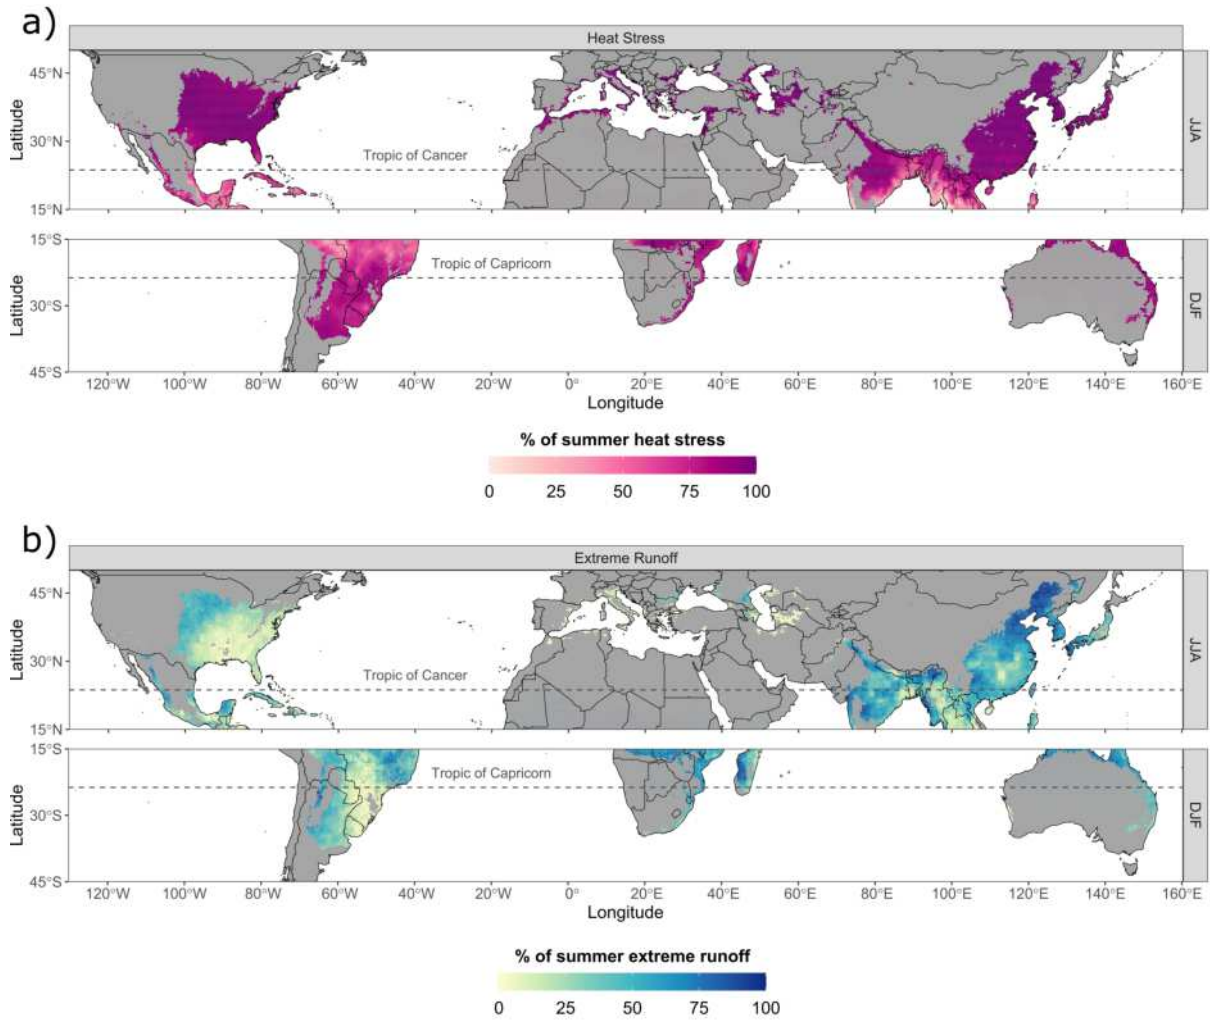 a)
Heat Stress
45°N
30°N
15°N
Latitude
Tropic of Cancer
JJA
15°S
30°S
45°S
Latitude
Tropic of Capricorn
DJF
120°W 100°W 80°W 60°W 40°W 20°W 0° 20°E 40°E 60°E 80°E 100°E 120°E 140°E 160°E
Longitude
% of summer heat stress
0 25 50 75 100
b)
Extreme Runoff
45°N
30°N
15°N
Latitude
Tropic of Cancer
JJA
15°S
30°S
45°S
Latitude
Tropic of Capricorn
DJF
120°W 100°W 80°W 60°W 40°W 20°W 0° 20°E 40°E 60°E 80°E 100°E 120°E 140°E 160°E
Longitude
% of summer extreme runoff
0 25 50 75 100